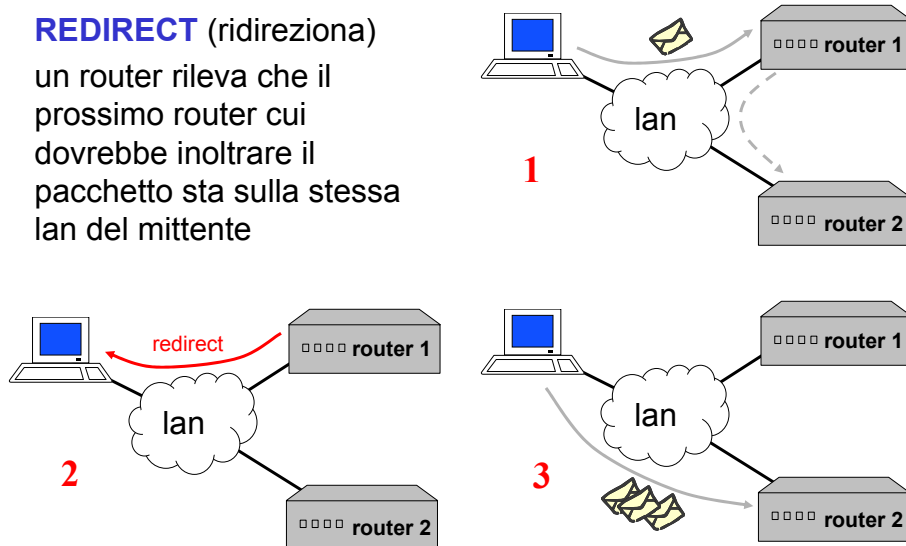 REDIRECT (ridireziona)
un router rileva che il
prossimo router cui
dovrebbe inoltrare il
pacchetto sta sulla stessa
lan del mittente
router 1
lan
1
router 2
redirect
router 1
lan
2
router 2
router 1
lan
3
router 2